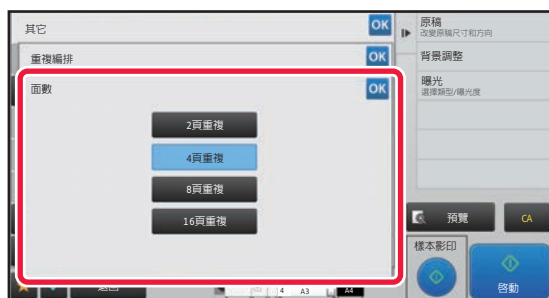 其它
OK
重複編排
OK
面數
OK
2頁重複
4頁重複
8頁重複
16頁重複
原稿
改變原稿尺寸和方向
背景調整
曝光
選擇類型/曝光度
預覽
CA
樣本影印
啓動
4
A3
A4